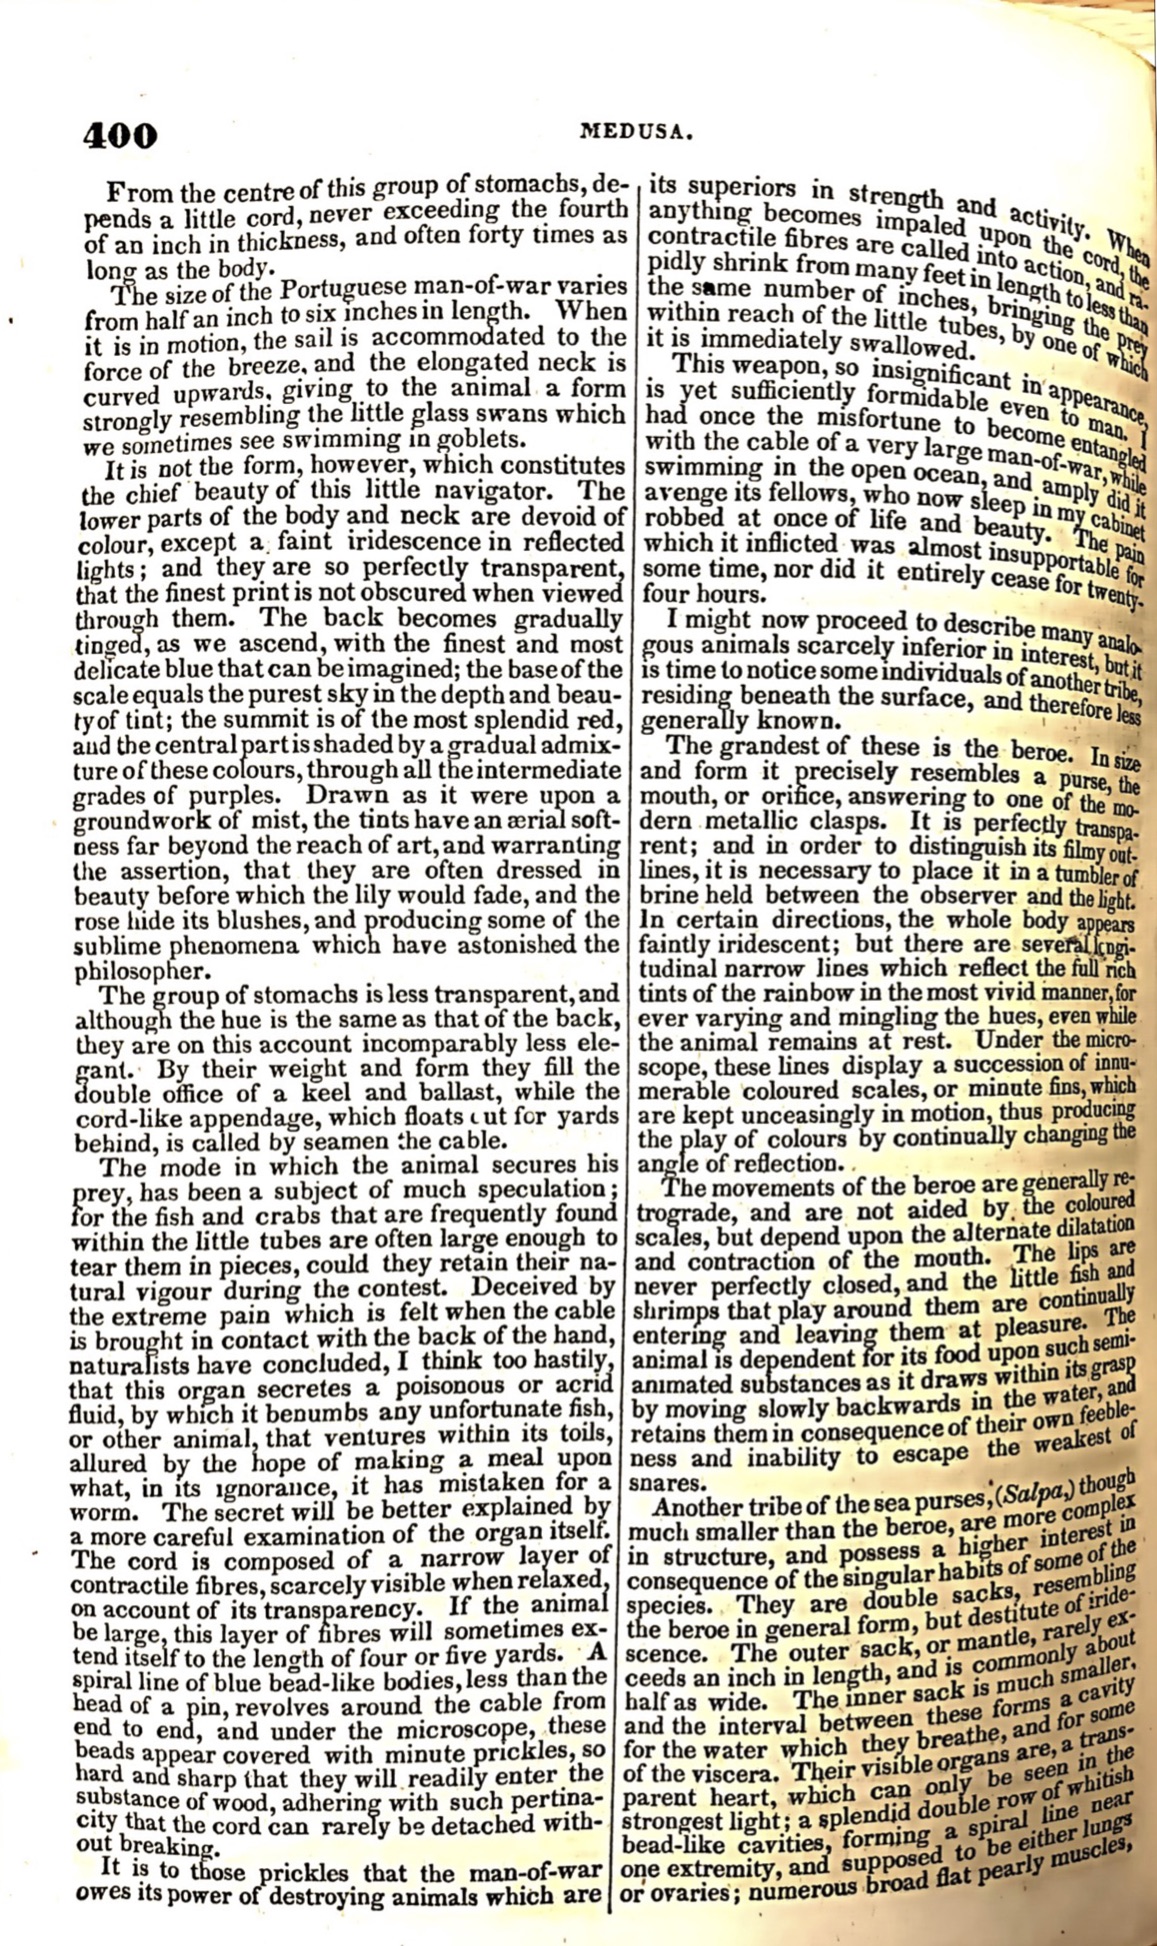 400
MEDUSA.
From the centre of this group of stomachs, de-
pends a little cord, never exceeding the fourth
of an inch in thickness, and often forty times as
long as the body.
The size of the Portuguese man-of-war varies
from half an inch to six inches in length. When
it is in motion, the sail is accommodated to the
force of the breeze, and the elongated neck is
curved upwards, giving to the animal a form
strongly resembling the little glass swans which
we sometimes see swimming in goblets.
It is not the form, however, which constitutes
the chief beauty of this little navigator. The
lower parts of the body and neck are devoid of
colour, except a faint iridescence in reflected
lights; and they are so perfectly transparent,
that the finest print is not obscured when viewed
through them. The back becomes gradually
tinged, as we ascend, with the finest and most
delicate blue that can be imagined; the base of the
scale equals the purest sky in the depth and beau-
ty of tint; the summit is of the most splendid red,
and the central part is shaded by a gradual admix-
ture of these colours, through all the intermediate
grades of purples. Drawn as it were upon a
groundwork of mist, the tints have an ærial soft-
ness far beyond the reach of art, and warranting
the assertion, that they are often dressed in
beauty before which the lily would fade, and the
rose hide its blushes, and producing some of the
sublime phenomena which have astonished the
philosopher.
The group of stomachs is less transparent, and
although the hue is the same as that of the back,
they are on this account incomparably less ele-
gant. By their weight and form they fill the
double office of a keel and ballast, while the
cord-like appendage, which floats out for yards
behind, is called by seamen the cable.
The mode in which the animal secures his
prey, has been a subject of much speculation;
for the fish and crabs that are frequently found
within the little tubes are often large enough to
tear them in pieces, could they retain their na-
tural vigour during the contest. Deceived by
the extreme pain which is felt when the cable
is brought in contact with the back of the hand,
naturalists have concluded, I think too hastily,
that this organ secretes a poisonous or acrid
fluid, by which it benumbs any unfortunate fish,
or other animal, that ventures within its toils,
allured by the hope of making a meal upon
what, in its ignorance, it has mistaken for a
worm. The secret will be better explained by
a more careful examination of the organ itself.
The cord is composed of a narrow layer of
contractile fibres, scarcely visible when relaxed,
on account of its transparency. If the animal
be large, this layer of fibres will sometimes ex-
tend itself to the length of four or five yards. A
spiral line of blue bead-like bodies, less than the
head of a pin, revolves around the cable from
end to end, and under the microscope, these
beads appear covered with minute prickles, so
hard and sharp that they will readily enter the
substance of wood, adhering with such pertina-
city that the cord can rarely be detached with-
out breaking.
It is to those prickles that the man-of-war
owes its power of destroying animals which are
its superiors in strength and activity. When
anything becomes impaled upon the cord, the
contractile fibres are called into action, and ra-
pidly shrink from many feet in length to less than
the same number of inches, bringing the prey
within reach of the little tubes, by one of which
it is immediately swallowed.
This weapon, so insignificant in appearance,
is yet sufficiently formidable even to man. I
had once the misfortune to become entangled
with the cable of a very large man-of-war, while
swimming in the open ocean, and amply did it
avenge its fellows, who now sleep in my cabinet
robbed at once of life and beauty. The pain
which it inflicted was almost insupportable for
some time, nor did it entirely cease for twenty-
four hours.
I might now proceed to describe many analo-
gous animals scarcely inferior in interest, but it
is time to notice some individuals of another tribe,
residing beneath the surface, and therefore less
generally known.
The grandest of these is the beroe. In size
and form it precisely resembles a purse, the
mouth, or orifice, answering to one of the mo-
dern metallic clasps. It is perfectly transpa-
rent; and in order to distinguish its filmy out-
lines, it is necessary to place it in a tumbler of
brine held between the observer and the light.
In certain directions, the whole body appears
faintly iridescent; but there are several longi-
tudinal narrow lines which reflect the full rich
tints of the rainbow in the most vivid manner, for
ever varying and mingling the hues, even while
the animal remains at rest. Under the micro-
scope, these lines display a succession of innu-
merable coloured scales, or minute fins, which
are kept unceasingly in motion, thus producing
the play of colours by continually changing the
angle of reflection.
The movements of the beroe are generally re-
trograde, and are not aided by the coloured
scales, but depend upon the alternate dilatation
and contraction of the mouth. The lips are
never perfectly closed, and the little fish and
shrimps that play around them are continually
entering and leaving them at pleasure. The
animal is dependent for its food upon such semi-
animated substances as it draws within its grasp
by moving slowly backwards in the water, and
retains them in consequence of their own feeble-
ness and inability to escape the weakest of
snares.
Another tribe of the sea purses, (Salpa,) though
much smaller than the beroe, are more complex
in structure, and possess a higher interest in
consequence of the singular habits of some of the
species. They are double sacks, resembling
the beroe in general form, but destitute of iride-
scence. The outer sack, or mantle, rarely ex-
ceeds an inch in length, and is commonly about
half as wide. The inner sack is much smaller,
and the interval between these forms a cavity
for the water which they breathe, and for some
of the viscera. Their visible organs are, a trans-
parent heart, which can only be seen in the
strongest light; a splendid double row of whitish
bead-like cavities, forming a spiral line near
one extremity, and supposed to be either lungs
or ovaries; numerous broad flat pearly muscles,